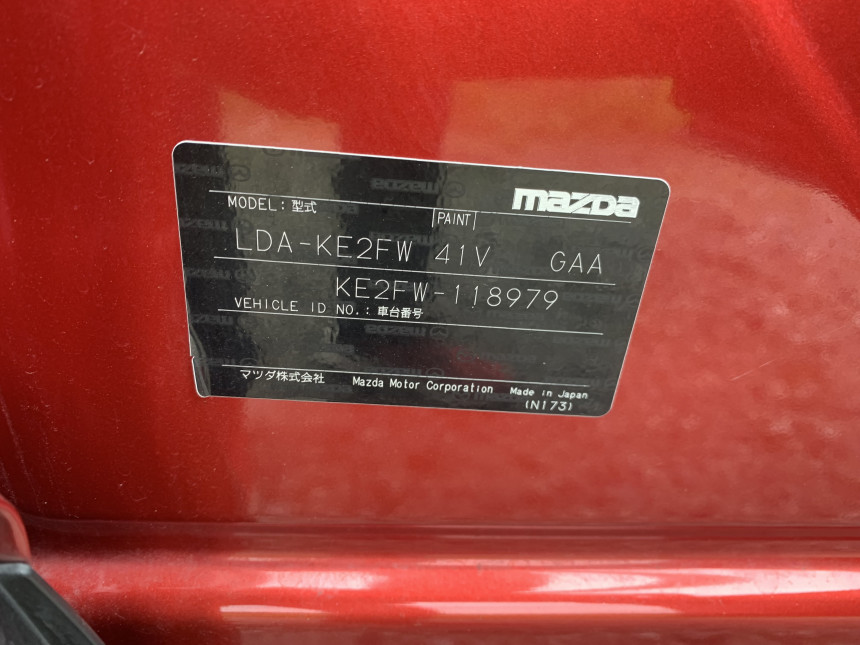 mazDa
MODEL: 型式
PAINT
LDA-KE2FW 41V GAA
KE2FW-118979
VEHICLE ID NO.: 車台番号
マツダ株式会社 Mazda Motor Corporation Made in Japan
(N173)